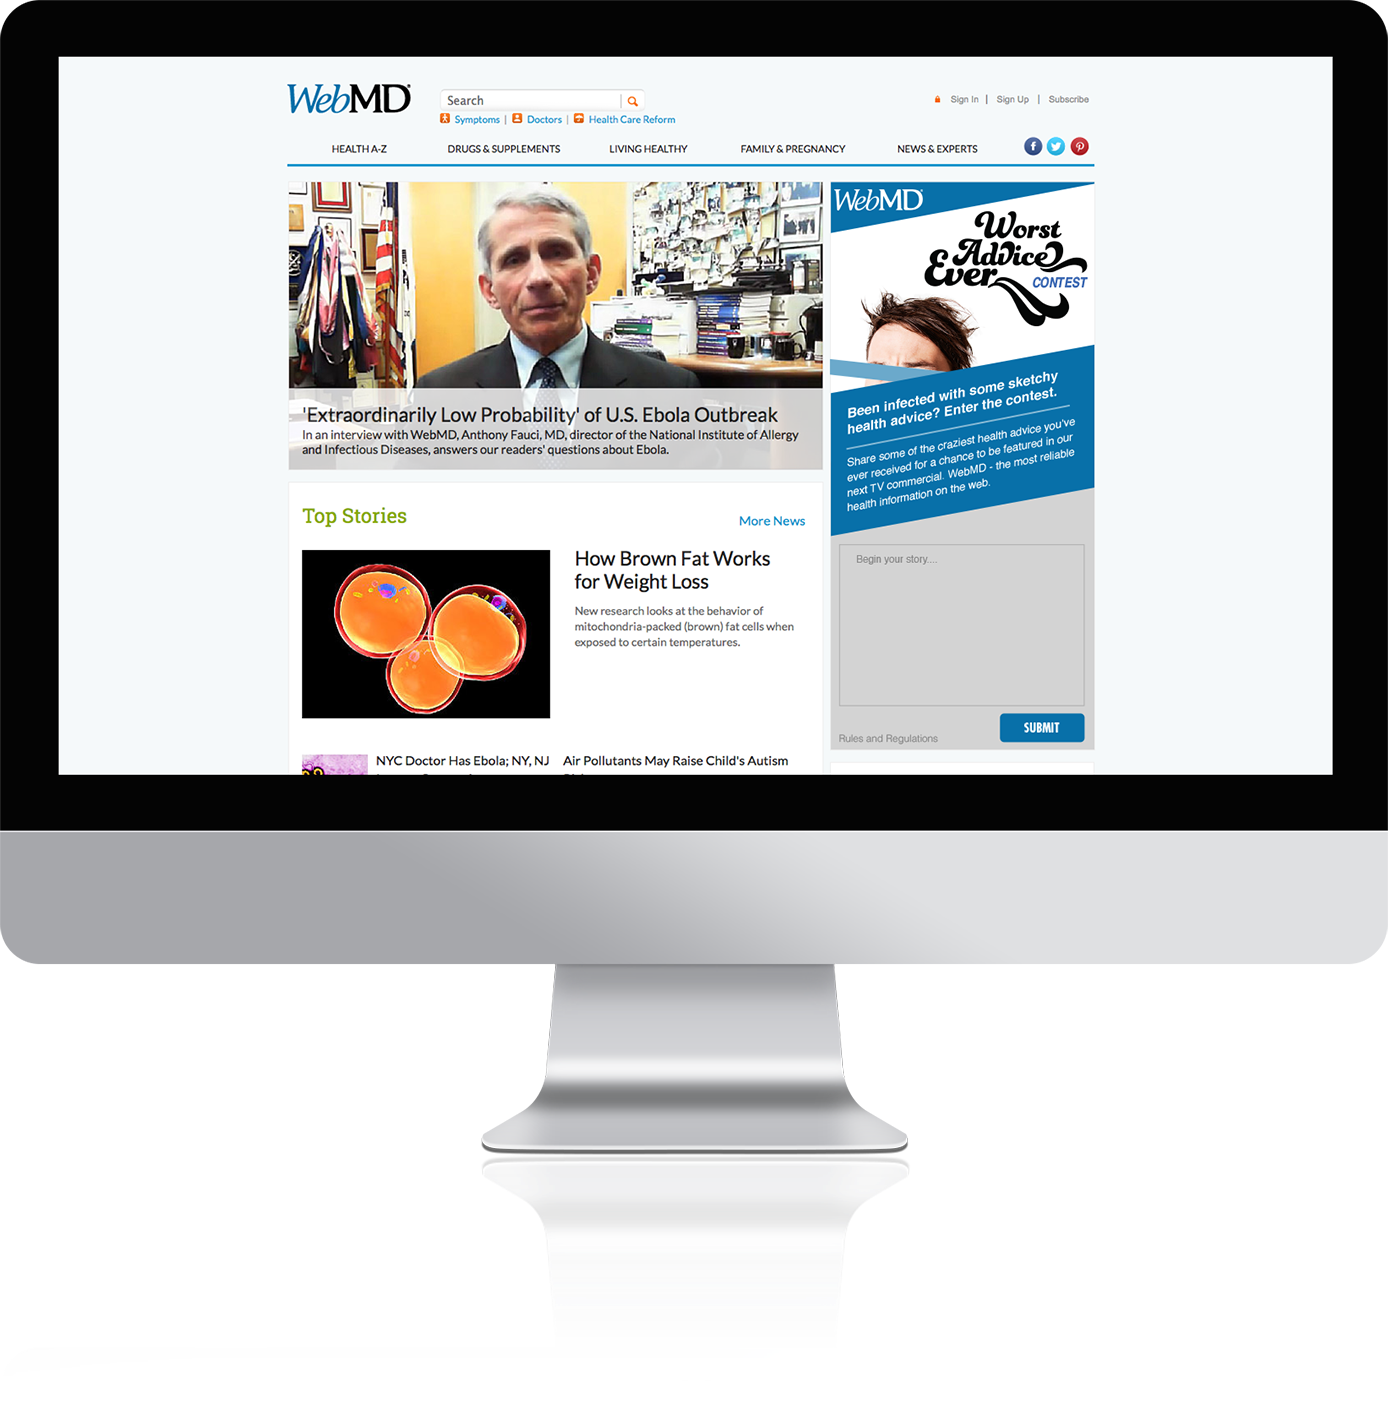 WebMD
Search
Sign In | Sign Up | Subscribe
Symptoms | Doctors | Health Care Reform
HEALTH A-Z DRUGS & SUPPLEMENTS LIVING HEALTHY FAMILY & PREGNANCY NEWS & EXPERTS
'Extraordinarily Low Probability' of U.S. Ebola Outbreak
In an interview with WebMD, Anthony Fauci, MD, director of the National Institute of Allergy
and Infectious Diseases, answers our readers' questions about Ebola.
Top Stories
More News
How Brown Fat Works
for Weight Loss
New research looks at the behavior of
mitochondria-packed (brown) fat cells when
exposed to certain temperatures.
NYC Doctor Has Ebola; NY, NJ
Air Pollutants May Raise Child's Autism
WebMD
Worst
Advice
Ever
CONTEST
Been infected with some sketchy
health advice? Enter the contest.
Share some of the craziest health advice you've
ever received for a chance to be featured in our
next TV commercial. WebMD - the most reliable
health information on the web.
Begin your story....
SUBMIT
Rules and Regulations